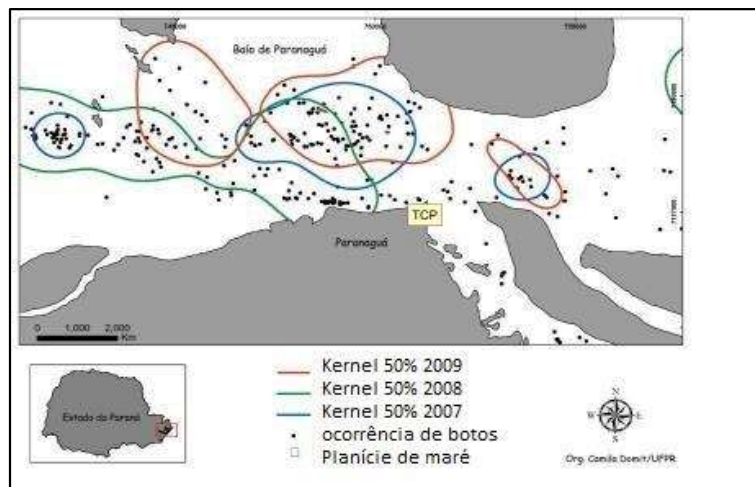 Baía de Paranaguá
TCP
Paranaguá
0 1,000 2,000
Km
Estado do Paraná
Kernel 50% 2009
Kernel 50% 2008
Kernel 50% 2007
ocorrência de botos
Planície de maré
N
W E
S
Org. Camila Domit/UFPR